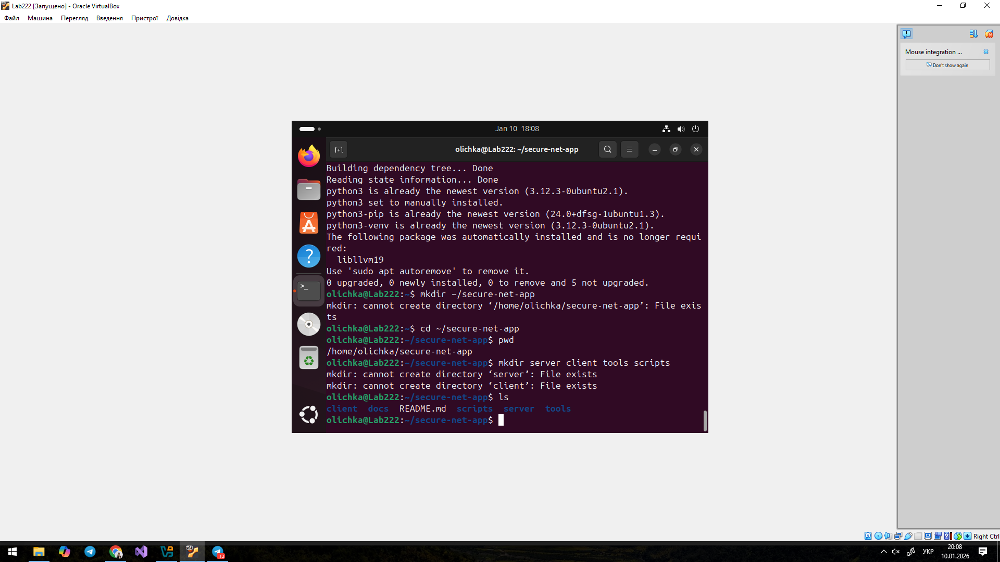 Lab222 [Запущено] - Oracle VirtualBox
Файл Машина Перегляд Введення Пристрої Довідка
Mouse integration ...
Don't show again
Jan 10 18:08
olichka@Lab222: ~/secure-net-app
Building dependency tree... Done
Reading state information... Done
python3 is already the newest version (3.12.3-0ubuntu2.1).
python3 set to manually installed.
python3-pip is already the newest version (24.0+dfsg-1ubuntu1.3).
python3-venv is already the newest version (3.12.3-0ubuntu2.1).
The following package was automatically installed and is no longer requi
red:
  libllvm19
Use 'sudo apt autoremove' to remove it.
0 upgraded, 0 newly installed, 0 to remove and 5 not upgraded.
olichka@Lab222:~$ mkdir ~/secure-net-app
mkdir: cannot create directory ‘/home/olichka/secure-net-app’: File exis
ts
olichka@Lab222:~$ cd ~/secure-net-app
olichka@Lab222:~/secure-net-app$ pwd
/home/olichka/secure-net-app
olichka@Lab222:~/secure-net-app$ mkdir server client tools scripts
mkdir: cannot create directory ‘server’: File exists
mkdir: cannot create directory ‘client’: File exists
olichka@Lab222:~/secure-net-app$ ls
client  docs  README.md  scripts  server  tools
olichka@Lab222:~/secure-net-app$
Right Ctrl
УКР
20:08
10.01.2026